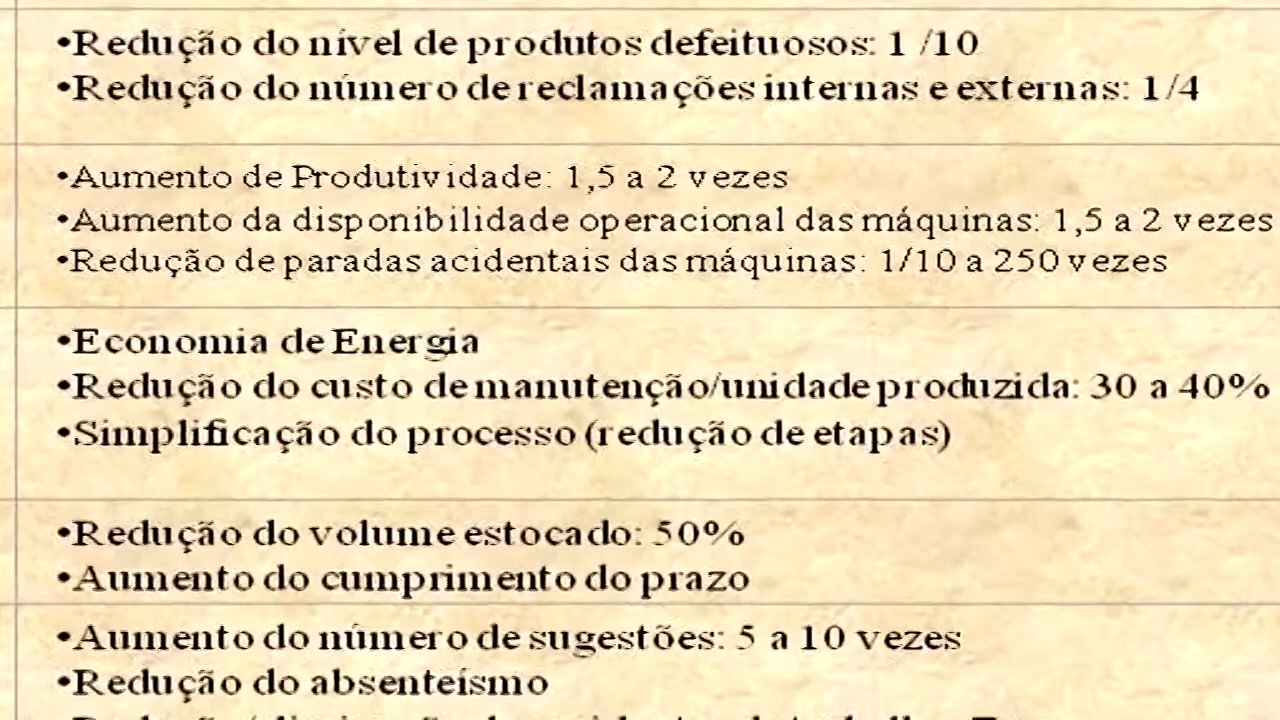 •Redução do nível de produtos defeituosos: 1 /10
•Redução do número de reclamações internas e externas: 1/4
•Aumento de Produtividade: 1,5 a 2 vezes
•Aumento da disponibilidade operacional das máquinas: 1,5 a 2 vezes
•Redução de paradas acidentais das máquinas: 1/10 a 250 vezes
•Economia de Energia
•Redução do custo de manutenção/unidade produzida: 30 a 40%
•Simplificação do processo (redução de etapas)
•Redução do volume estocado: 50%
•Aumento do cumprimento do prazo
•Aumento do número de sugestões: 5 a 10 vezes
•Redução do absenteísmo